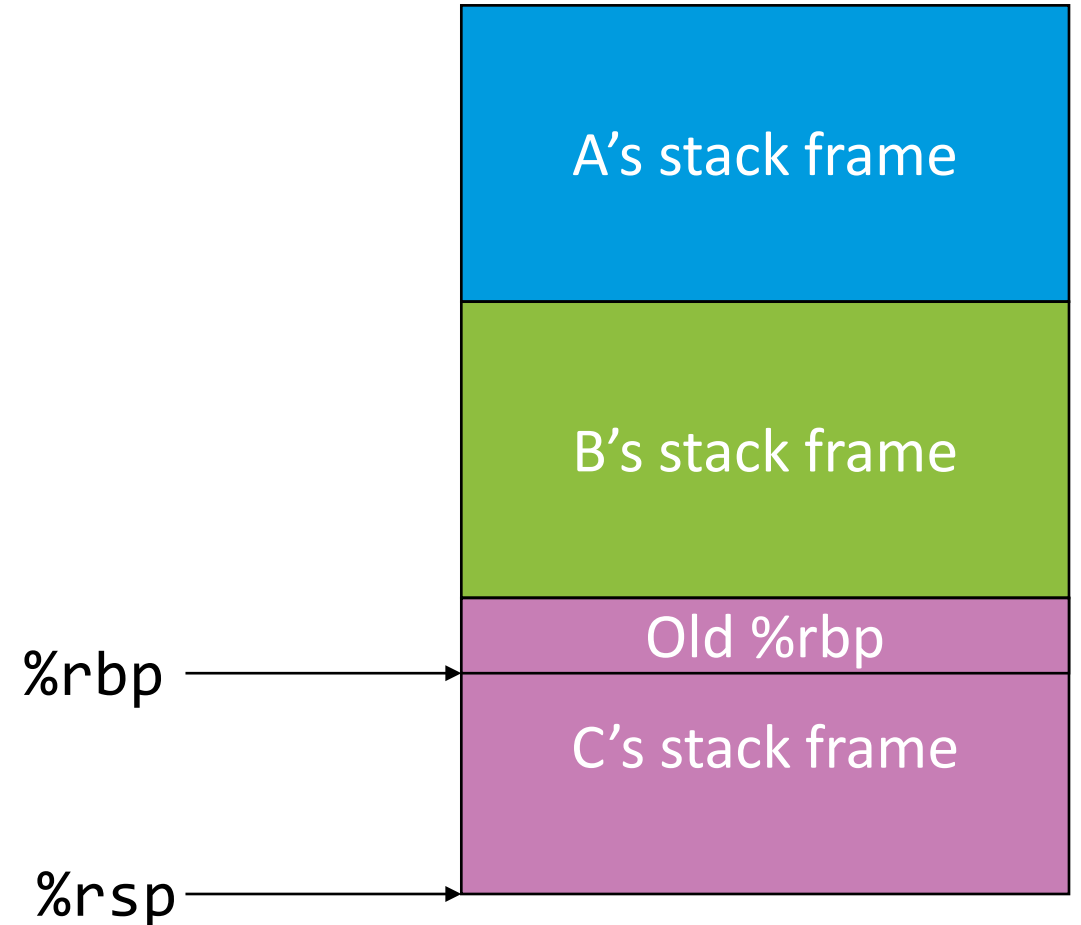 A’s stack frame
B’s stack frame
Old %rbp
%rbp
C’s stack frame
%rsp